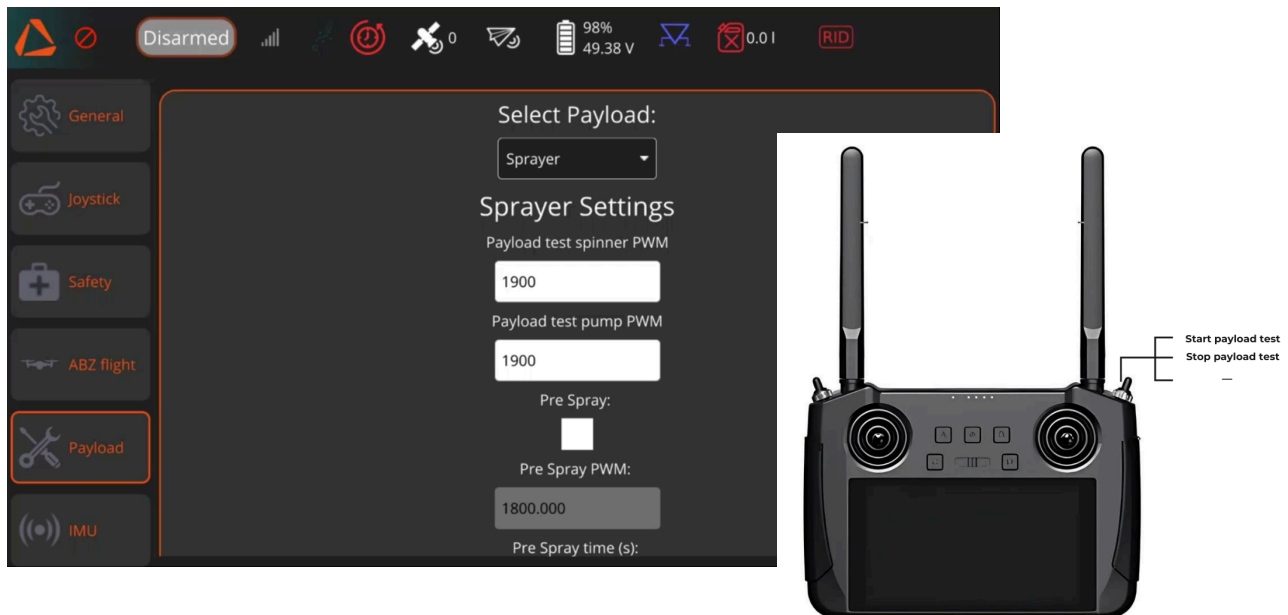 Disarmed
0
98%
49.38 V
0.0 l
RID
General
Joystick
Safety
ABZ flight
Payload
IMU
Select Payload:
Sprayer
Sprayer Settings
Payload test spinner PWM
1900
Payload test pump PWM
1900
Pre Spray:
Pre Spray PWM:
1800.000
Pre Spray time (s):
Start payload test
Stop payload test
—
A
D